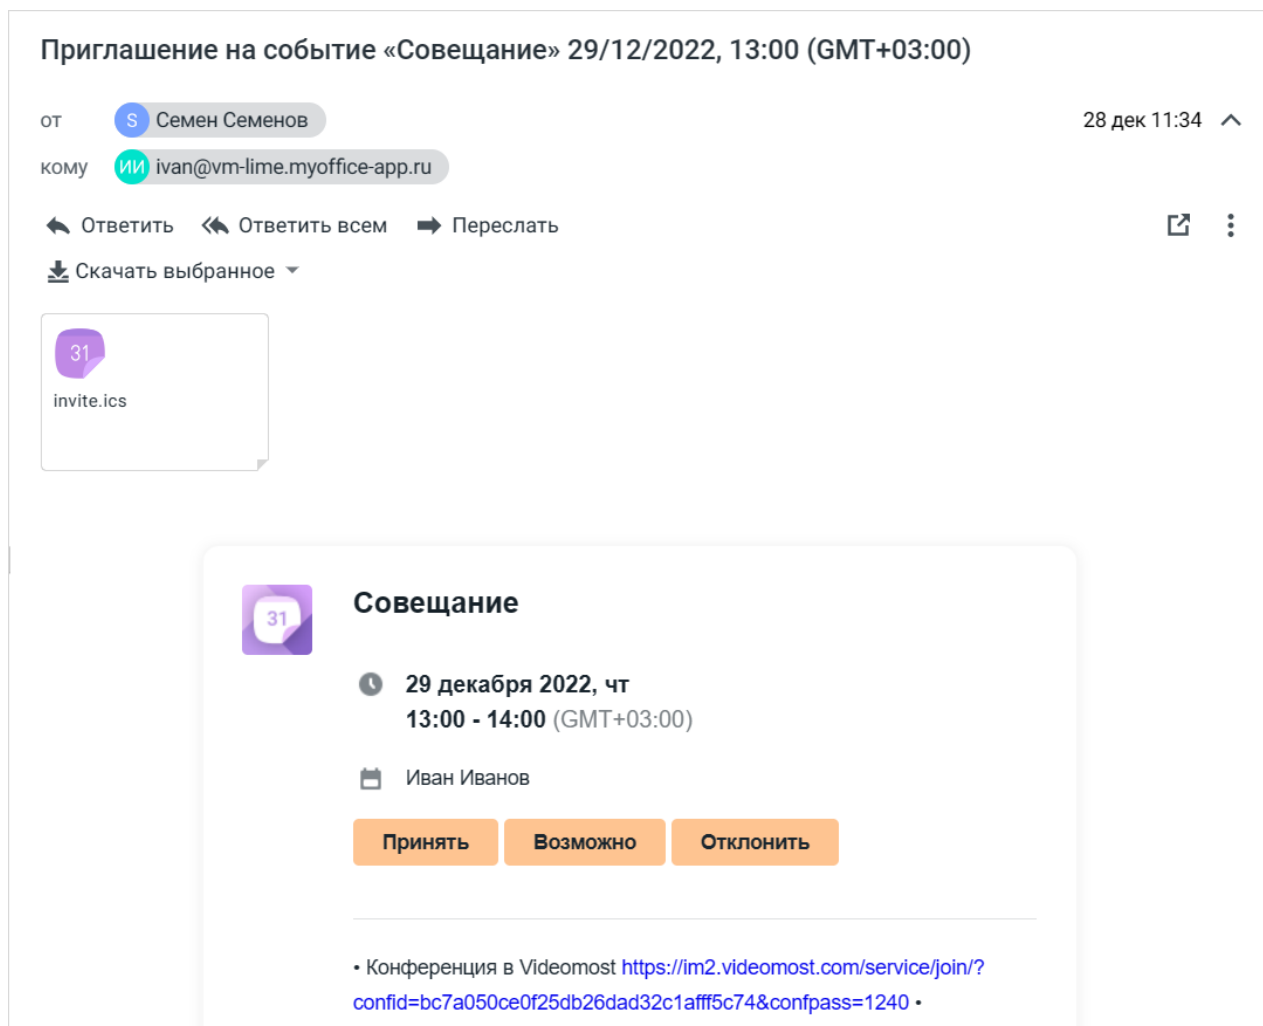 Приглашение на событие «Совещание» 29/12/2022, 13:00 (GMT+03:00)
от S Семен Семенов 28 дек 11:34
кому ИИ ivan@vm-lime.myoffice-app.ru
Ответить Ответить всем Переслать
Скачать выбранное
31
invite.ics
31
Совещание
29 декабря 2022, чт
13:00 - 14:00 (GMT+03:00)
Иван Иванов
Принять Возможно Отклонить
• Конференция в Videomost https://im2.videomost.com/service/join/?
confid=bc7a050ce0f25db26dad32c1afff5c74&confpass=1240 •